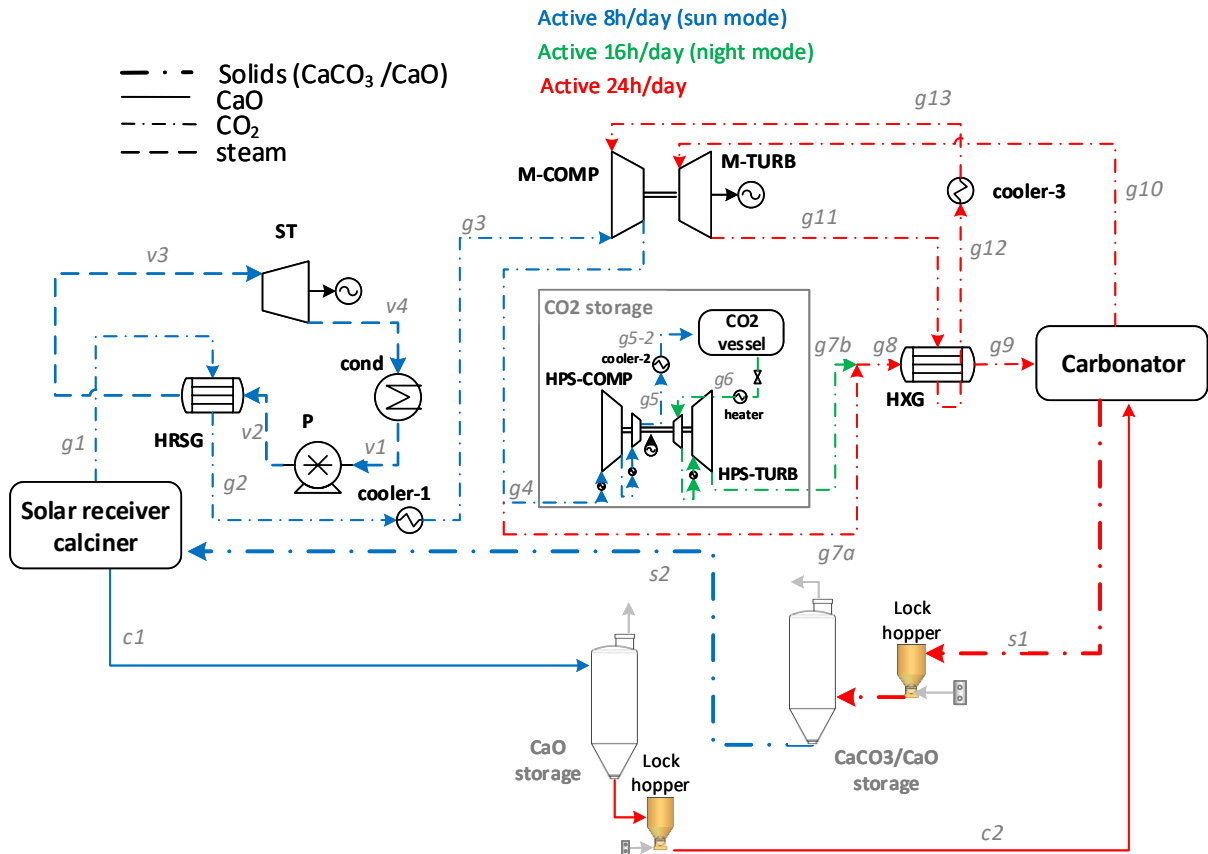 Active 8h/day (sun mode)
Active 16h/day (night mode)
Active 24h/day
Solids (CaCO3 /CaO)
CaO
CO2
steam
g13
M-COMP
M-TURB
cooler-3
g10
g3
g11
g12
ST
v3
v4
CO2 storage
g5-2
CO2
vessel
cooler-2
g7b
g8
g9
Carbonator
cond
HPS-COMP
g6
heater
HXG
g5
HRSG
v2
P
v1
g1
g2
HPS-TURB
cooler-1
g4
Solar receiver
calciner
s2
g7a
Lock
hopper
s1
c1
CaO
storage
CaCO3/CaO
storage
Lock
hopper
c2